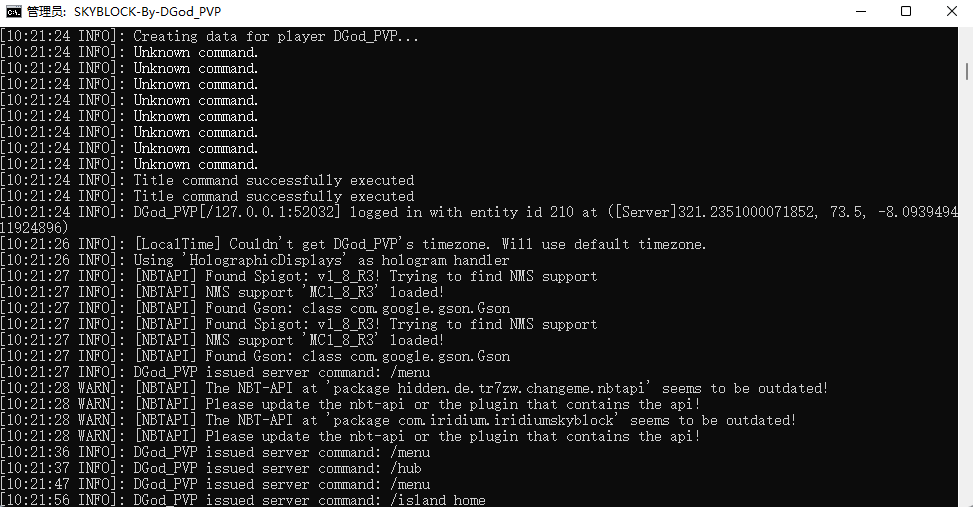 管理员: SKYBLOCK-By-DGod_PVP
[10:21:24 INFO]: Creating data for player DGod_PVP...
[10:21:24 INFO]: Unknown command.
[10:21:24 INFO]: Unknown command.
[10:21:24 INFO]: Unknown command.
[10:21:24 INFO]: Unknown command.
[10:21:24 INFO]: Unknown command.
[10:21:24 INFO]: Unknown command.
[10:21:24 INFO]: Unknown command.
[10:21:24 INFO]: Unknown command.
[10:21:24 INFO]: Title command successfully executed
[10:21:24 INFO]: Title command successfully executed
[10:21:24 INFO]: DGod_PVP[/127.0.0.1:52032] logged in with entity id 210 at ([Server]321.2351000071852, 73.5, -8.0939494
11924896)
[10:21:26 INFO]: [LocalTime] Couldn't get DGod_PVP's timezone. Will use default timezone.
[10:21:26 INFO]: Using 'HolographicDisplays' as hologram handler
[10:21:26 INFO]: [NBTAPI] Found Spigot: v1_8_R3! Trying to find NMS support
[10:21:27 INFO]: [NBTAPI] NMS support 'MC1_8_R3' loaded!
[10:21:27 INFO]: [NBTAPI] Found Gson: class com.google.gson.Gson
[10:21:27 INFO]: [NBTAPI] Found Spigot: v1_8_R3! Trying to find NMS support
[10:21:27 INFO]: [NBTAPI] NMS support 'MC1_8_R3' loaded!
[10:21:27 INFO]: [NBTAPI] Found Gson: class com.google.gson.Gson
[10:21:27 INFO]: DGod_PVP issued server command: /menu
[10:21:28 WARN]: [NBTAPI] The NBT-API at 'package hidden.de.tr7zw.changeme.nbtapi' seems to be outdated!
[10:21:28 WARN]: [NBTAPI] Please update the nbt-api or the plugin that contains the api!
[10:21:28 WARN]: [NBTAPI] The NBT-API at 'package com.iridium.iridiumskyblock' seems to be outdated!
[10:21:28 WARN]: [NBTAPI] Please update the nbt-api or the plugin that contains the api!
[10:21:36 INFO]: DGod_PVP issued server command: /menu
[10:21:37 INFO]: DGod_PVP issued server command: /hub
[10:21:47 INFO]: DGod_PVP issued server command: /menu
[10:21:56 INFO]: DGod_PVP issued server command: /island home